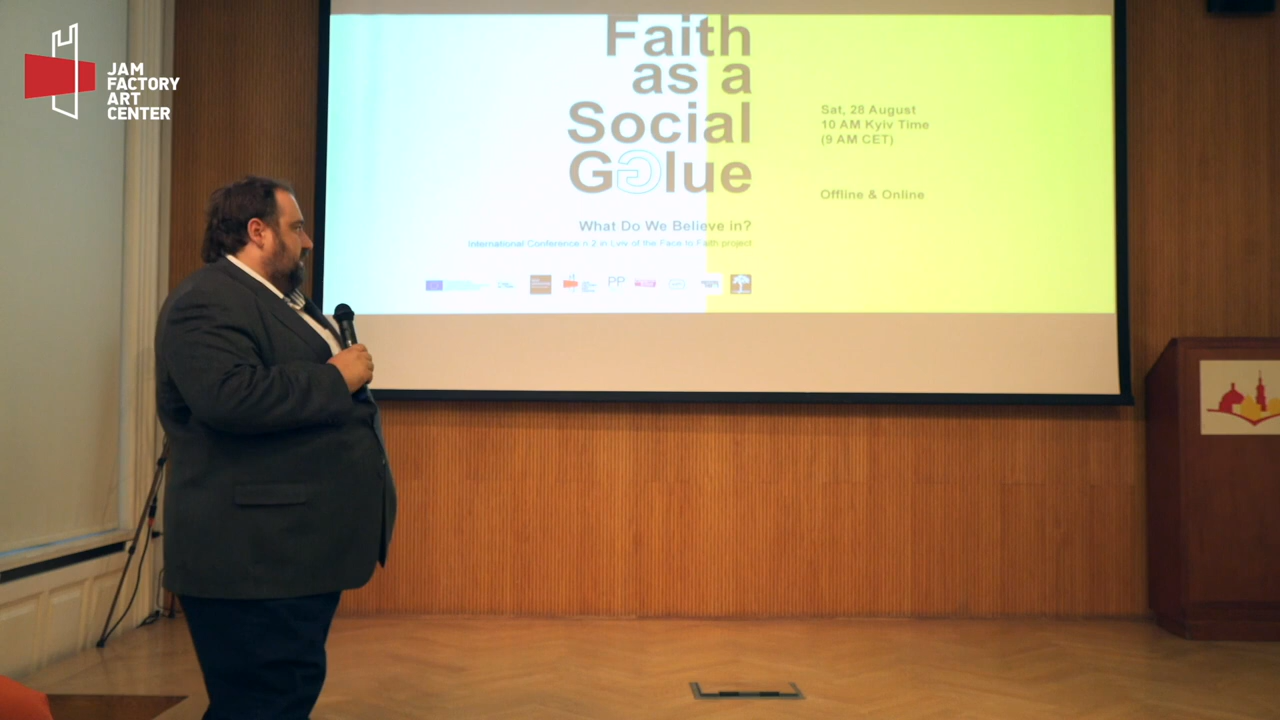 JAM
FACTORY
ART
CENTER
Faith
as a
Social
GGlue
What Do We Believe in?
International Conference n.2 in Lviv of the Face to Faith project
Sat, 28 August
10 AM Kyiv Time
(9 AM CET)
Offline & Online
PP